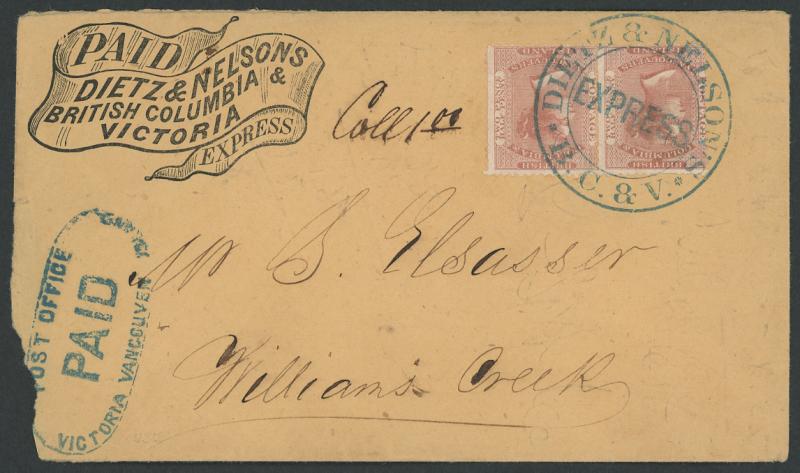 PAID
DIETZ & NELSONS
BRITISH COLUMBIA &
VICTORIA
EXPRESS
Coll 1 00
DIETZ & NELSON'S
EXPRESS
B.C. & V.
Mr B. Elsasser
Williams Creek
POST OFFICE
PAID
VICTORIA VANCOUVER